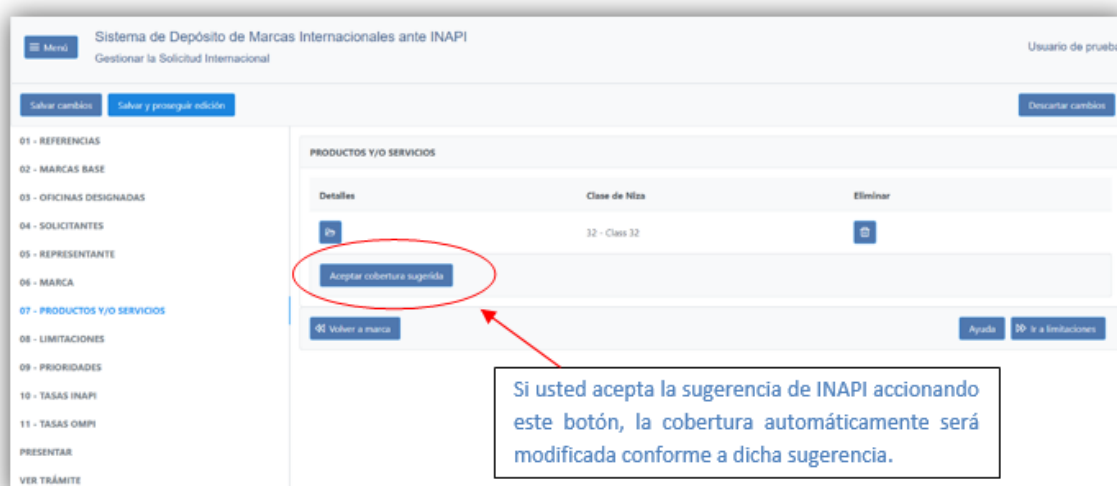 Menú
Sistema de Depósito de Marcas Internacionales ante INAPI
Gestionar la Solicitud Internacional
Usuario de prueba
Salvar cambios
Salvar y proseguir edición
Descartar cambios
01 - REFERENCIAS
02 - MARCAS BASE
03 - OFICINAS DESIGNADAS
04 - SOLICITANTES
05 - REPRESENTANTE
06 - MARCA
07 - PRODUCTOS Y/O SERVICIOS
08 - LIMITACIONES
09 - PRIORIDADES
10 - TASAS INAPI
11 - TASAS OMPI
PRESENTAR
VER TRÁMITE
PRODUCTOS Y/O SERVICIOS
Detalles Clase de Niza Eliminar
32 - Class 32
Aceptar cobertura sugerida
Volver a marca
Ayuda
Ir a limitaciones
Si usted acepta la sugerencia de INAPI accionando
este botón, la cobertura automáticamente será
modificada conforme a dicha sugerencia.